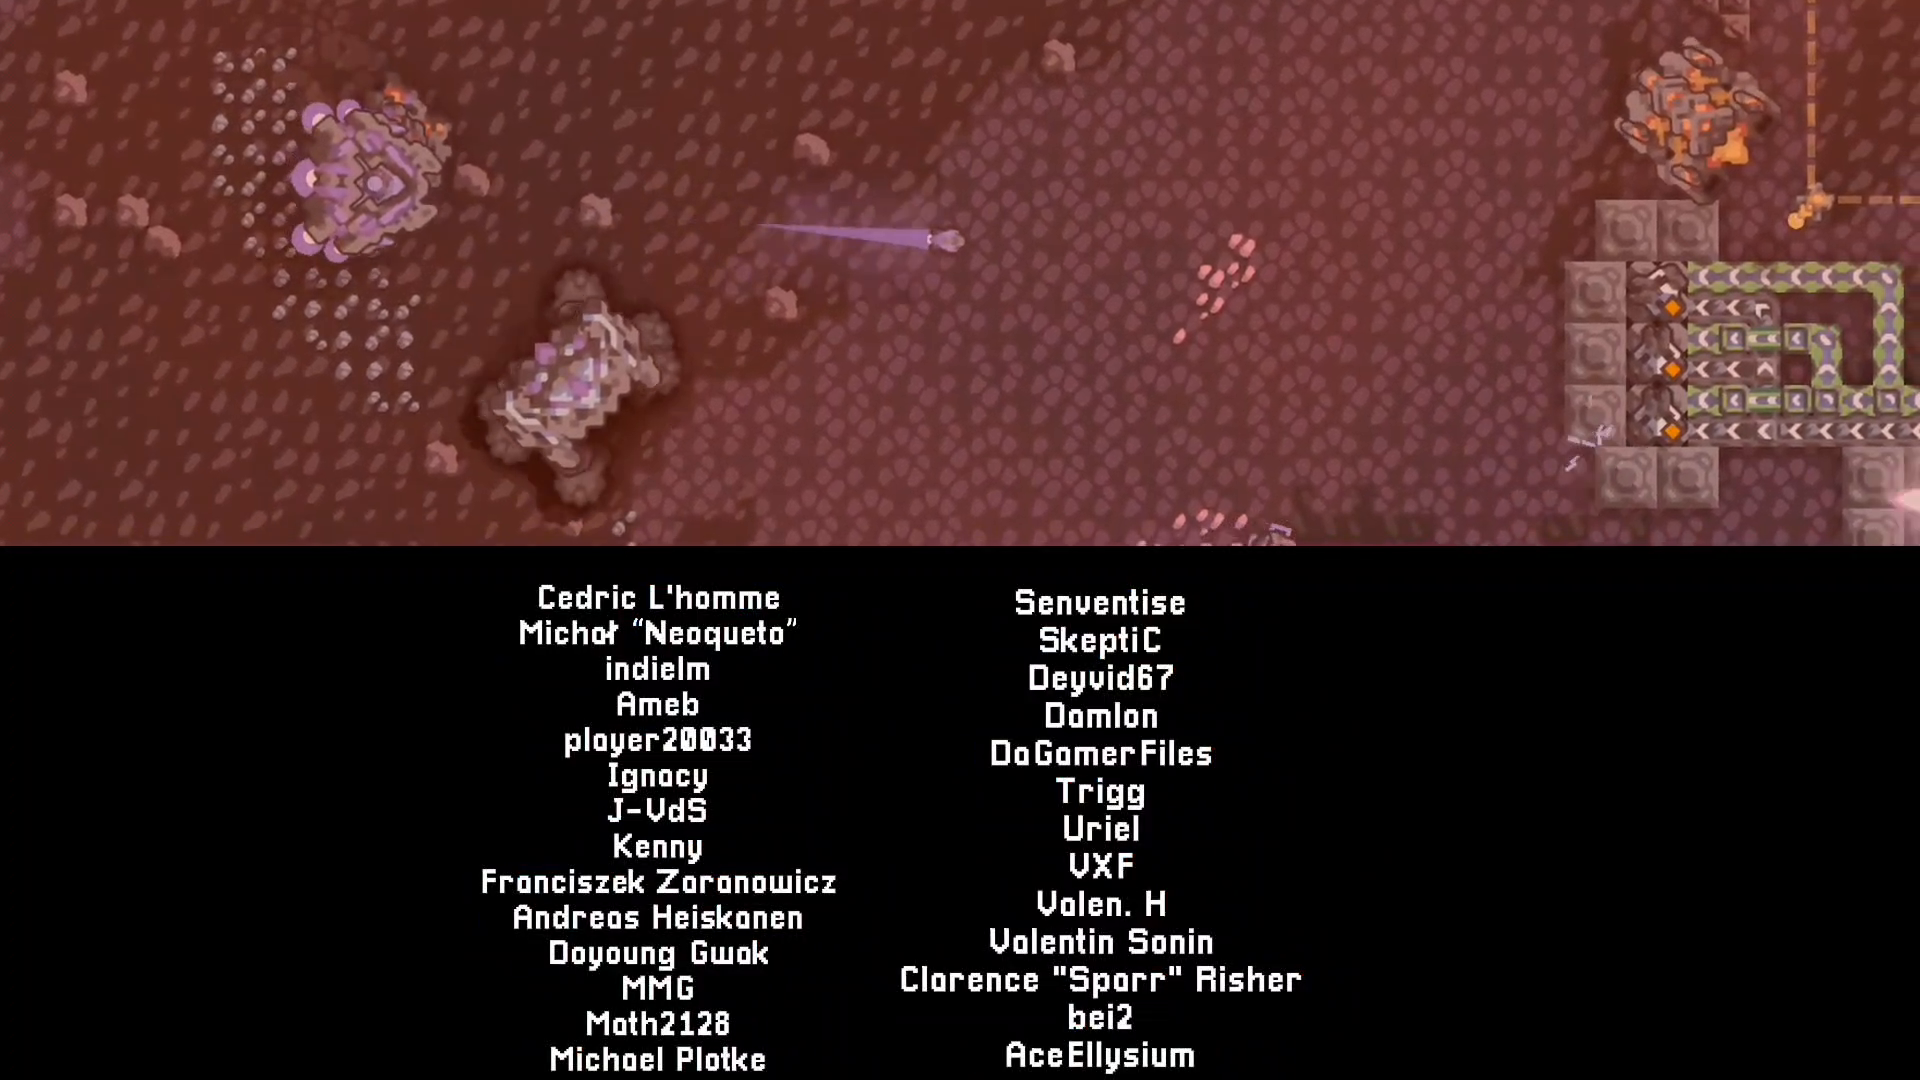 Cedric L'homme
Michał “Neoqueto”
indielm
Ameb
player20033
Ignacy
J-VdS
Kenny
Franciszek Zaranowicz
Andreas Heiskanen
Doyoung Gwak
MMG
Math2128
Michael Plotke
Senventise
SkeptiC
Deyvid67
Damlon
DaGamerFiles
Trigg
Uriel
VXF
Valen. H
Valentin Sonin
Clarence "Sparr" Risher
bei2
AceEllysium